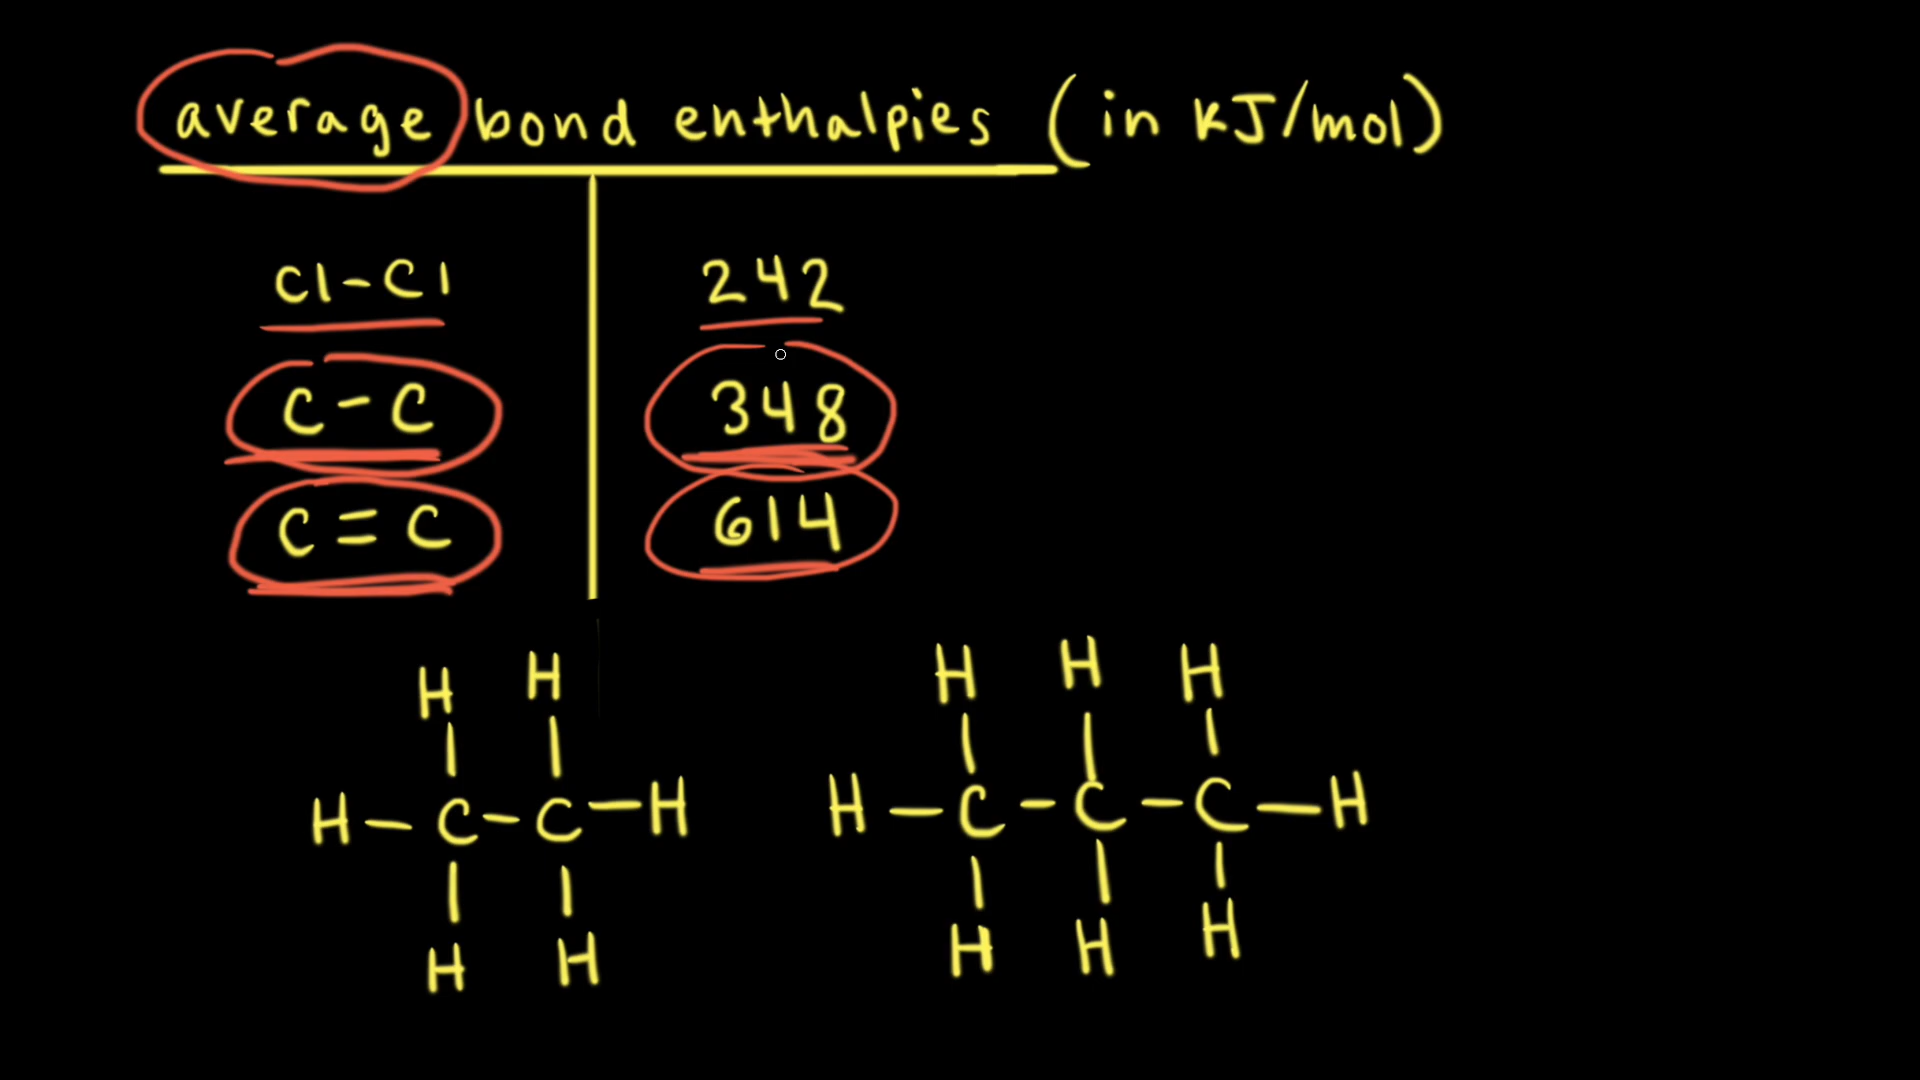 average bond enthalpies (in kJ/mol)
Cl-Cl 242
C-C 348
C=C 614
H H H H H
H-C-C-H H-C-C-C-H
H H H H H